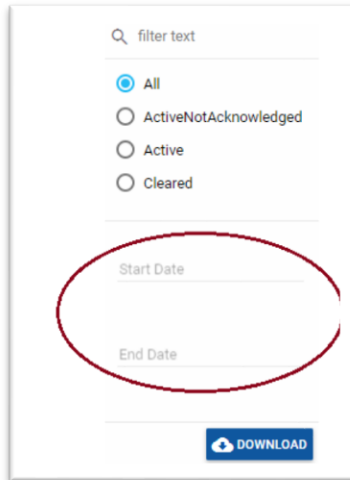 filter text
All
ActiveNotAcknowledged
Active
Cleared
Start Date
End Date
DOWNLOAD